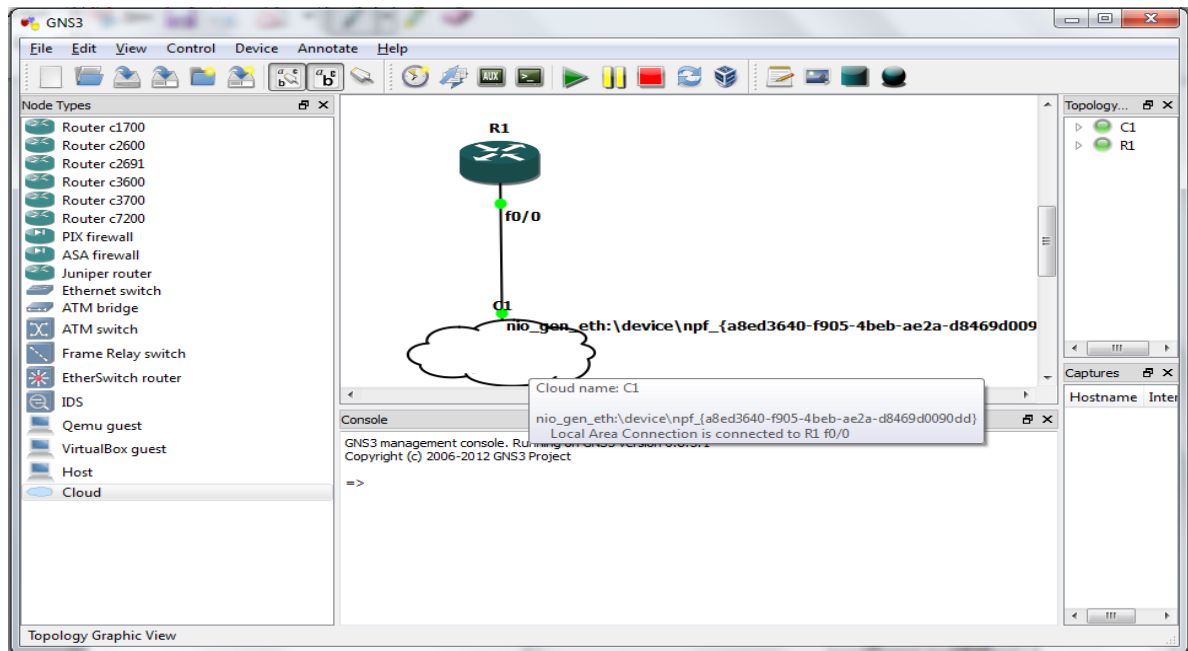 GNS3
File Edit View Control Device Annotate Help
AUX
Node Types
Router c1700
Router c2600
Router c2691
Router c3600
Router c3700
Router c7200
PIX firewall
ASA firewall
Juniper router
Ethernet switch
ATM bridge
ATM switch
Frame Relay switch
EtherSwitch router
IDS
Qemu guest
VirtualBox guest
Host
Cloud
R1
f0/0
C1
nio_gen_eth:\device\npf_{a8ed3640-f905-4beb-ae2a-d8469d009
Cloud name: C1
nio_gen_eth:\device\npf_{a8ed3640-f905-4beb-ae2a-d8469d0090dd}
Local Area Connection is connected to R1 f0/0
Console
GNS3 management console.
Copyright (c) 2006-2012 GNS3 Project
=>
Topology...
C1
R1
Captures
Hostname Inter
Topology Graphic View